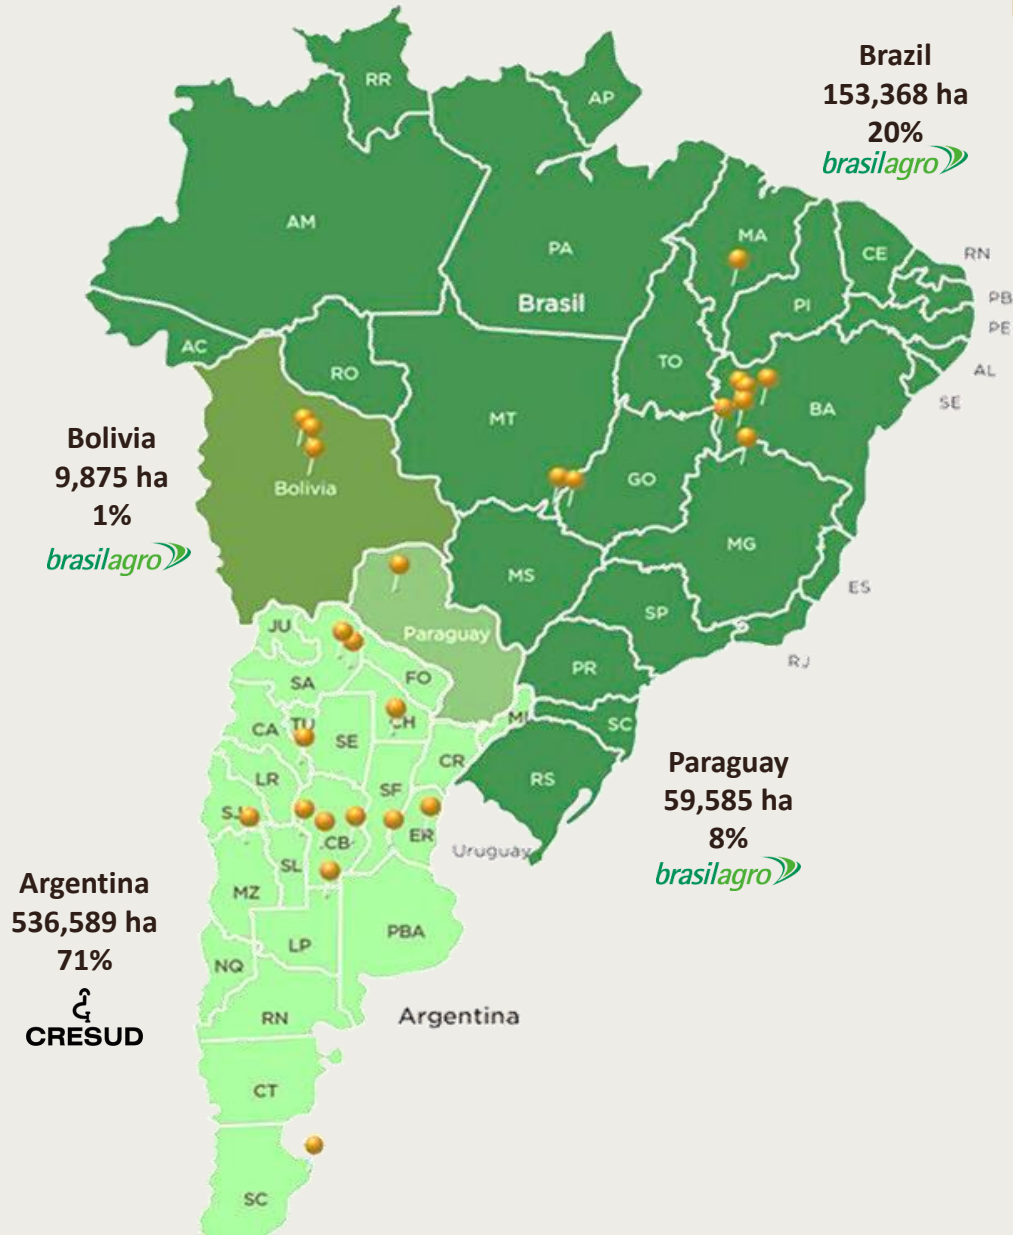 Brazil
153,368 ha
20%
brasilagro
RR
AP
AM
PA
MA
CE
RN
Brasil
PI
PB
PE
AC
RO
TO
AL
MT
BA
SE
Bolivia
9,875 ha
1%
brasilagro
Bolivia
GO
MG
MS
ES
SP
RJ
Paraguay
PR
SC
RS
JU
SA
FO
CA
TU
SE
CH
MI
CR
LR
SF
SJ
CB
ER
Uruguay
SL
MZ
Paraguay
59,585 ha
8%
brasilagro
Argentina
536,589 ha
71%
CRESUD
PBA
LP
NQ
RN
Argentina
CT
SC